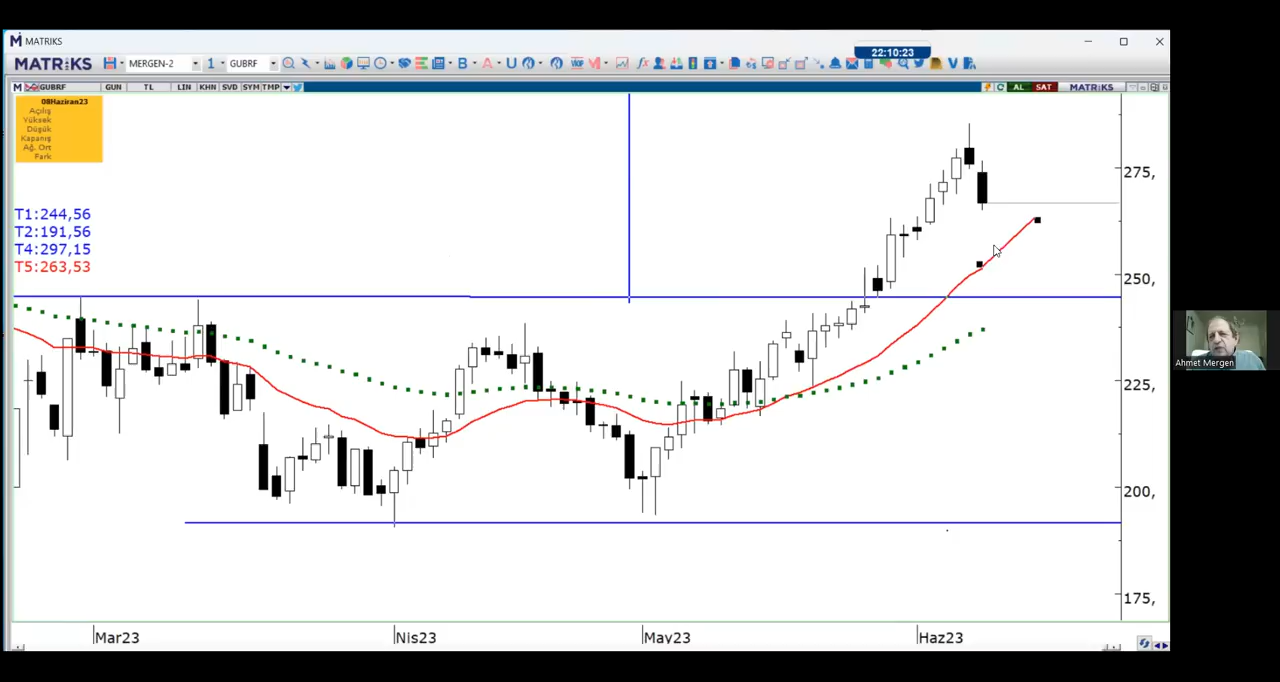 MATRIKS
22:10:23
MATRIKS MERGEN-2 1 GUBRF
GUBRF GUN TL LIN KHN SVD SYM TMP AL SAT MATRIKS
08Haziran23
Açılış
Yüksek
Düşük
Kapanış
Ağ. Ort
Fark
T1:244,56
T2:191,56
T4:297,15
T5:263,53
275,
250,
225,
200,
175,
Mar23 Nis23 May23 Haz23
Ahmet Mergen